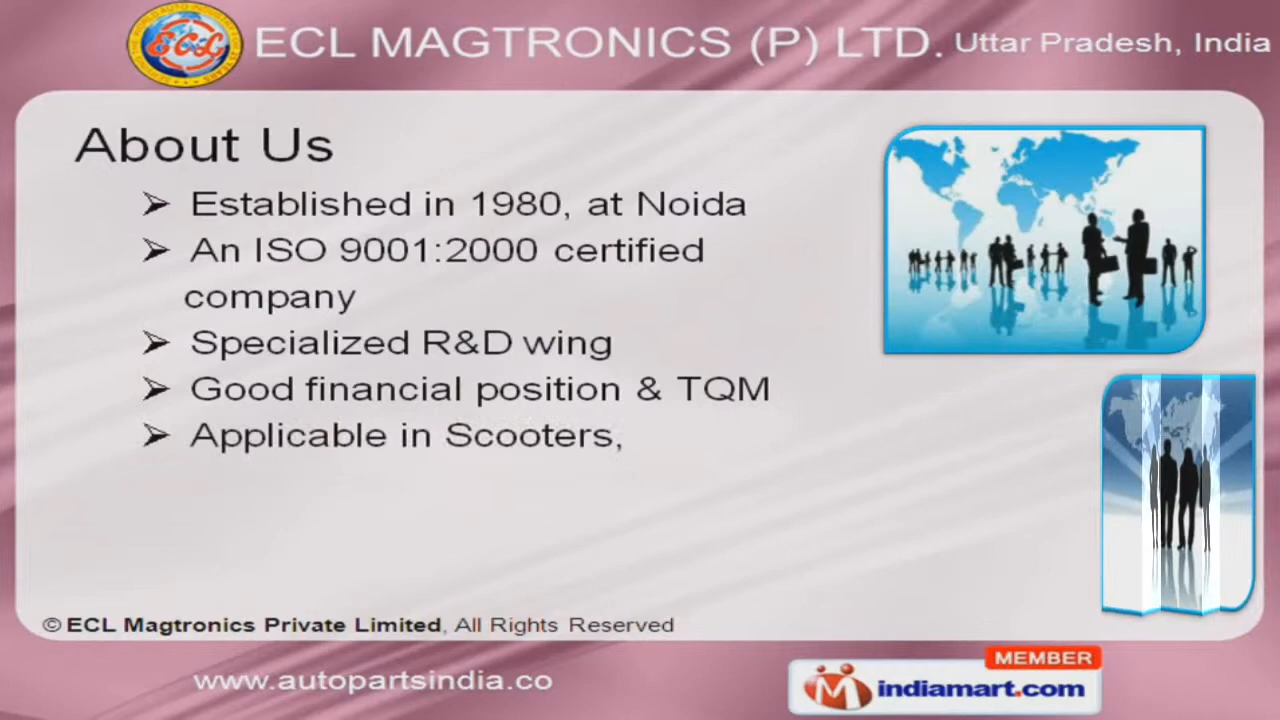 ECL
ECL MAGTRONICS (P) LTD. Uttar Pradesh, India
About Us
➢ Established in 1980, at Noida
➢ An ISO 9001:2000 certified
company
➢ Specialized R&D wing
➢ Good financial position & TQM
➢ Applicable in Scooters,
© ECL Magtronics Private Limited, All Rights Reserved
www.autopartsindia.co
MEMBER
indiamart.com